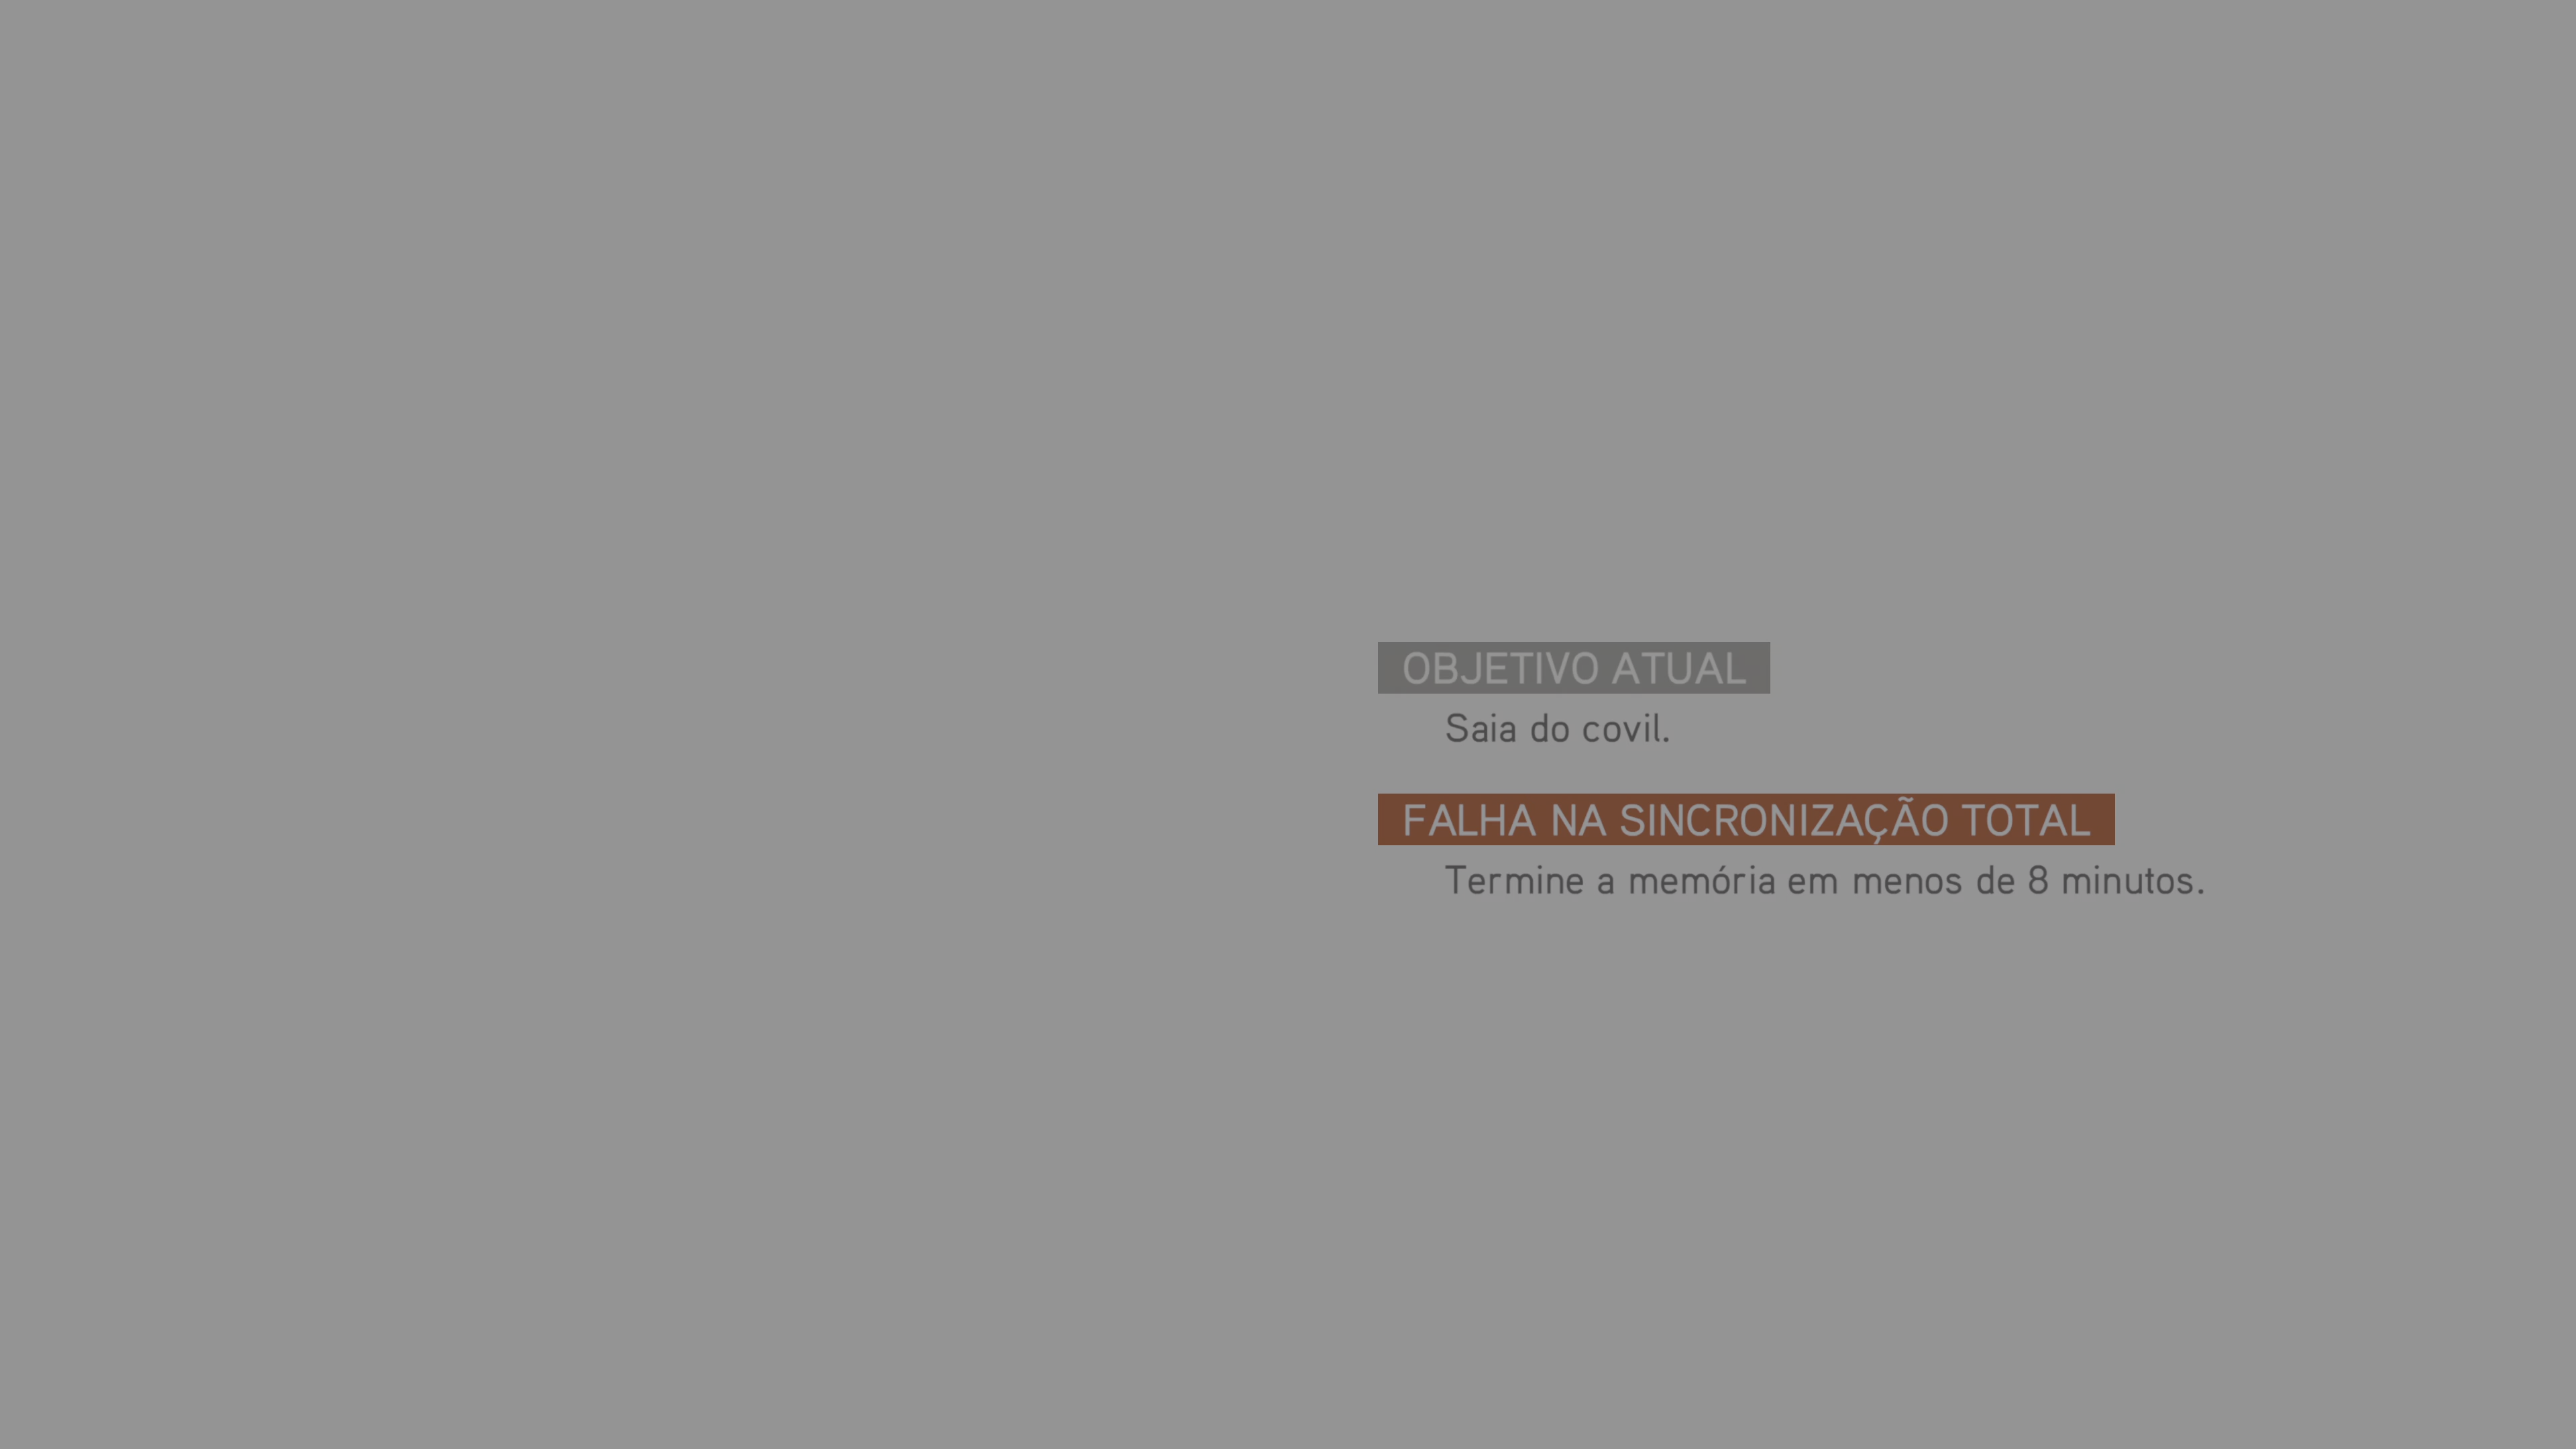 OBJETIVO ATUAL
Saia do covil.
FALHA NA SINCRONIZAÇÃO TOTAL
Termine a memória em menos de 8 minutos.